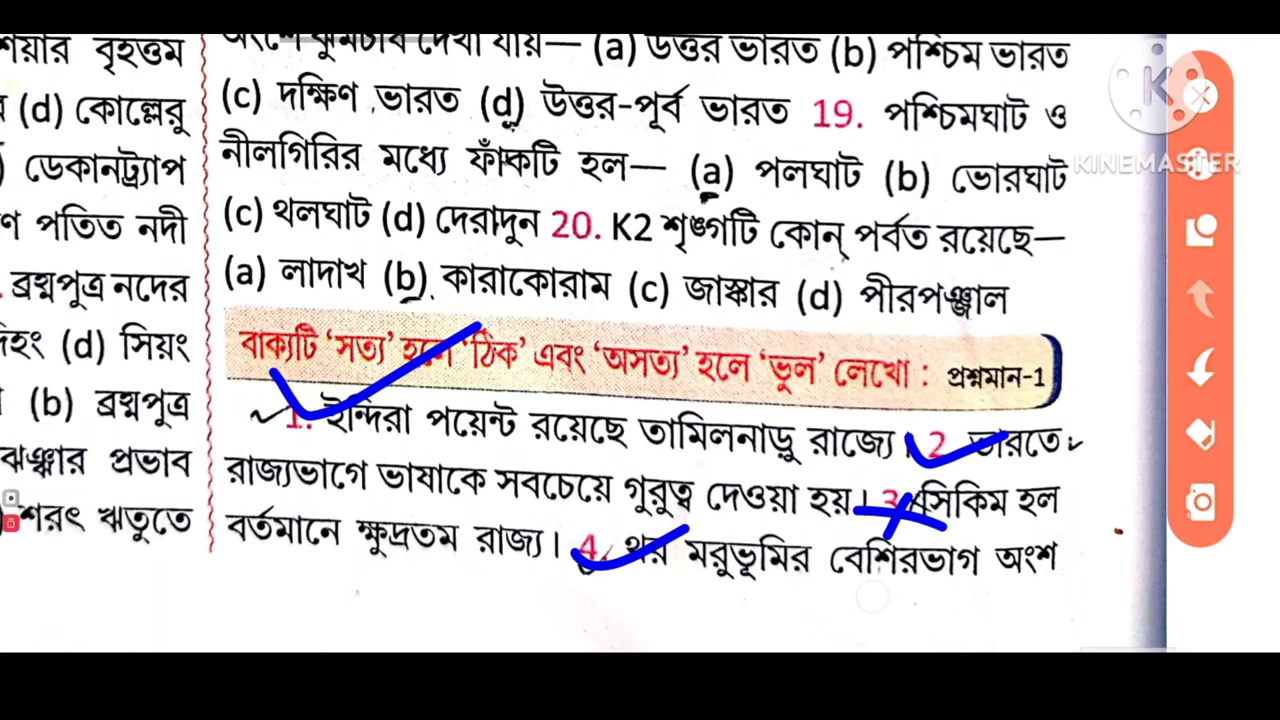 শিয়ার বৃহত্তম
(d) কোল্লেরু
ডেকানট্র্যাপ
পতিত নদী
ব্রহ্মপুত্র নদের
(d) সিয়ং
(b) ব্রহ্মপুত্র
ঝঞ্ঝার প্রভাব
শরৎ ঋতুতে
অংশে ঝুমচাষ দেখা যায়— (a) উত্তর ভারত (b) পশ্চিম ভারত
(c) দক্ষিণ ভারত (d) উত্তর-পূর্ব ভারত 19. পশ্চিমঘাট ও
নীলগিরির মধ্যে ফাঁকটি হল— (a) পলঘাট (b) ভোরঘাট
(c) থলঘাট (d) দেরাদুন 20. K2 শৃঙ্গটি কোন্ পর্বত রয়েছে—
(a) লাদাখ (b) কারাকোরাম (c) জাস্কার (d) পীরপঞ্জাল
বাক্যটি ‘সত্য’ হলে ‘ঠিক’ এবং ‘অসত্য’ হলে ‘ভুল’ লেখো : প্রশ্নমান-1
1. ইন্দিরা পয়েন্ট রয়েছে তামিলনাড়ু রাজ্যে। 2. ভারতে
রাজ্যভাগে ভাষাকে সবচেয়ে গুরুত্ব দেওয়া হয়। 3. সিকিম হল
বর্তমানে ক্ষুদ্রতম রাজ্য। 4. থর মরুভূমির বেশিরভাগ অংশ
K
KINEMASTER